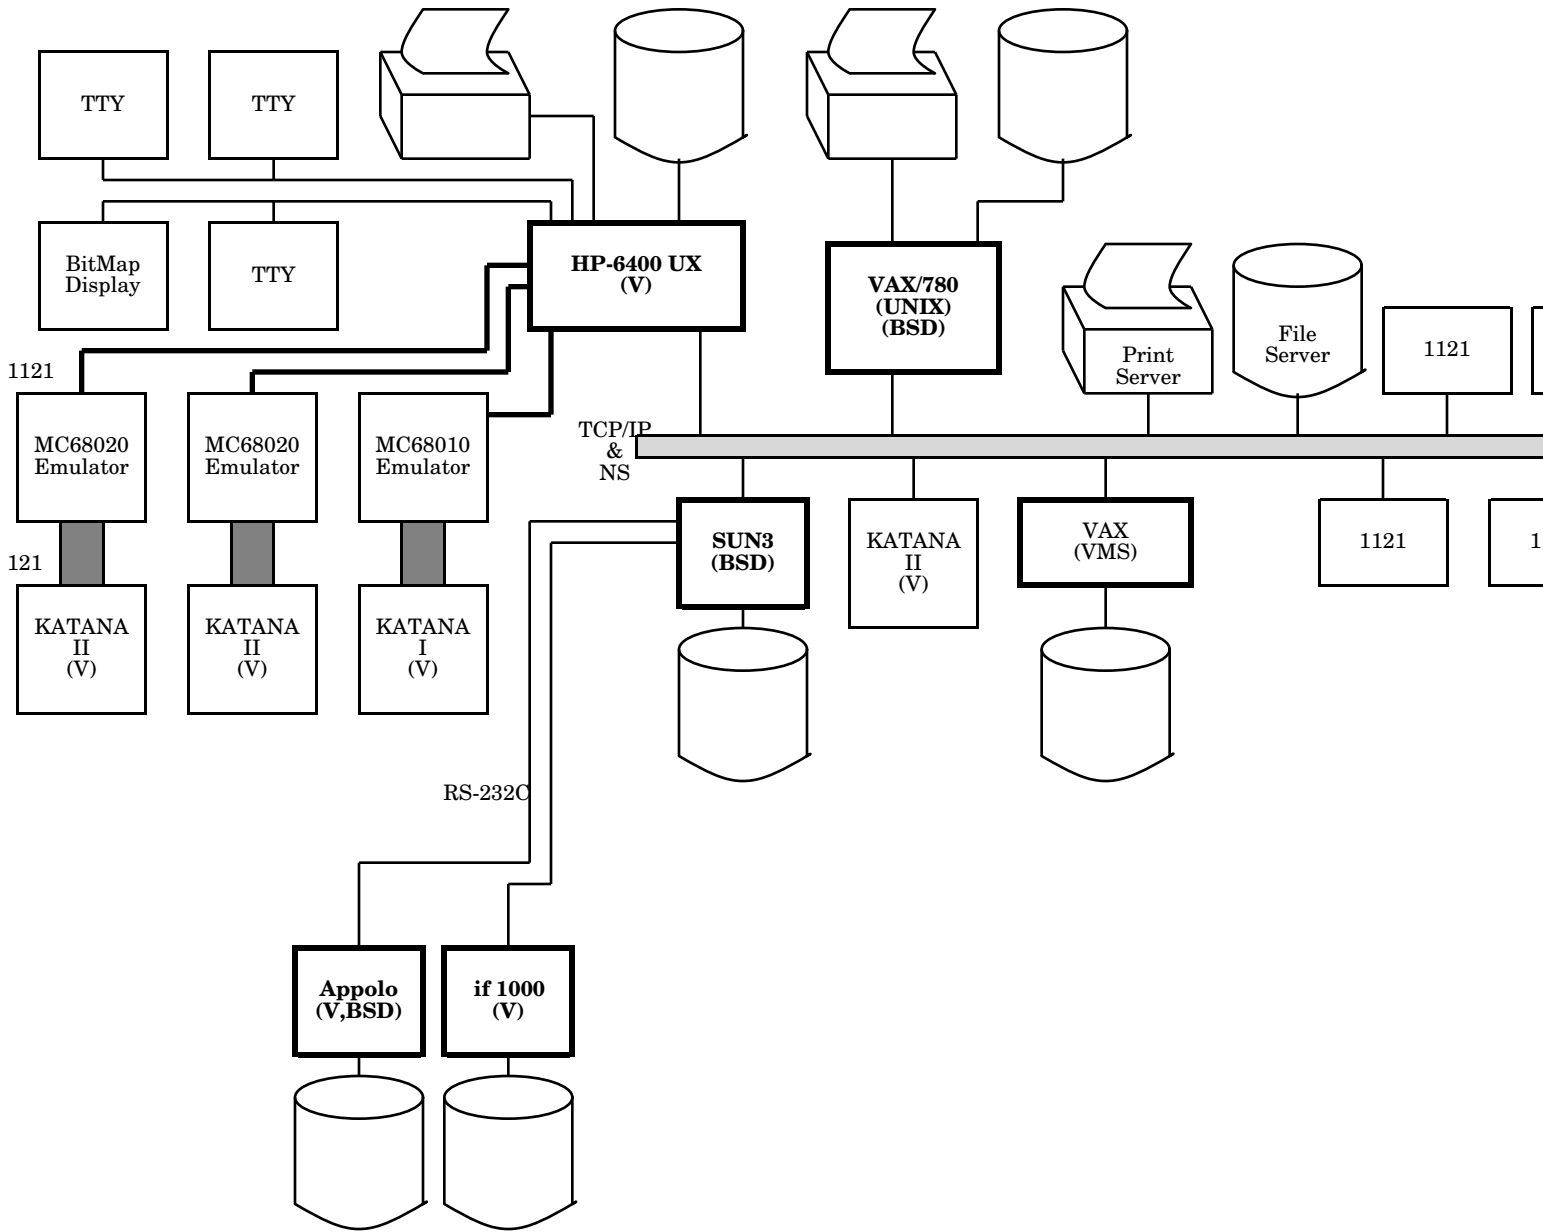 TTY
TTY
BitMap
Display
TTY
HP-6400 UX
(V)
VAX/780
(UNIX)
(BSD)
Print
Server
File
Server
1121
1121
MC68020
Emulator
MC68020
Emulator
MC68010
Emulator
TCP/IP
&
NS
121
KATANA
II
(V)
KATANA
II
(V)
KATANA
I
(V)
SUN3
(BSD)
KATANA
II
(V)
VAX
(VMS)
1121
1
RS-232C
Appolo
(V,BSD)
if 1000
(V)